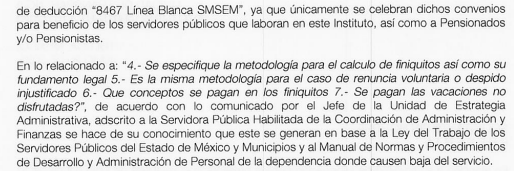 de deducción "8467 Línea Blanca SMSEM", ya que únicamente se celebran dichos convenios
para beneficio de los servidores públicos que laboran en este Instituto, así como a Pensionados
y/o Pensionistas.
En lo relacionado a: "4.- Se especifique la metodología para el calculo de finiquitos así como su
fundamento legal 5.- Es la misma metodología para el caso de renuncia voluntaria o despido
injustificado 6.- Que conceptos se pagan en los finiquitos 7.- Se pagan las vacaciones no
disfrutadas?", de acuerdo con lo comunicado por el Jefe de la Unidad de Estrategia
Administrativa, adscrito a la Servidora Pública Habilitada de la Coordinación de Administración y
Finanzas se hace de su conocimiento que este se generan en base a la Ley del Trabajo de los
Servidores Públicos del Estado de México y Municipios y al Manual de Normas y Procedimientos
de Desarrollo y Administración de Personal de la dependencia donde causen baja del servicio.